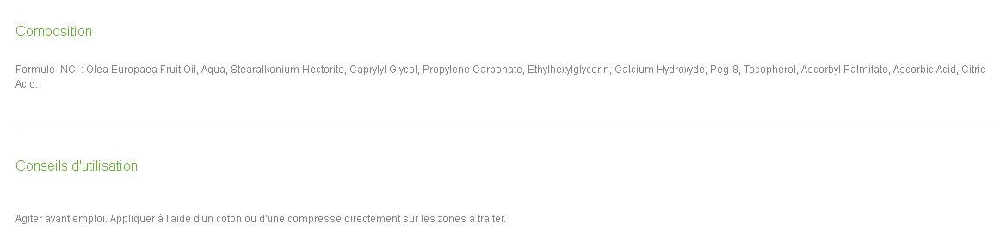 Composition
Formule INCI : Olea Europaea Fruit Oil, Aqua, Stearalkonium Hectorite, Caprylyl Glycol, Propylene Carbonate, Ethylhexylglycerin, Calcium Hydroxyde, Peg-8, Tocopherol, Ascorbyl Palmitate, Ascorbic Acid, Citric
Acid.
Conseils d'utilisation
Agiter avant emploi. Appliquer à l'aide d'un coton ou d'une compresse directement sur les zones à traiter.